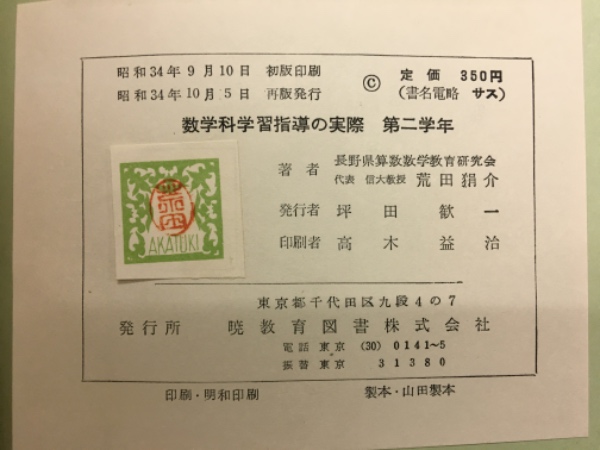 昭和34年9月10日 初版印刷
昭和34年10月5日 再版発行
© 定価 350円
(書名電略 サス)
数学科学習指導の実際 第二学年
著者 長野県算数数学教育研究会
代表 信大教授 荒田狷介
発行者 坪田歓一
印刷者 高木益治
AKATUKI
東京都千代田区九段4の7
発行所 暁教育図書株式会社
電話 東京 (30) 0141~5
振替 東京 31380
印刷・明和印刷 製本・山田製本